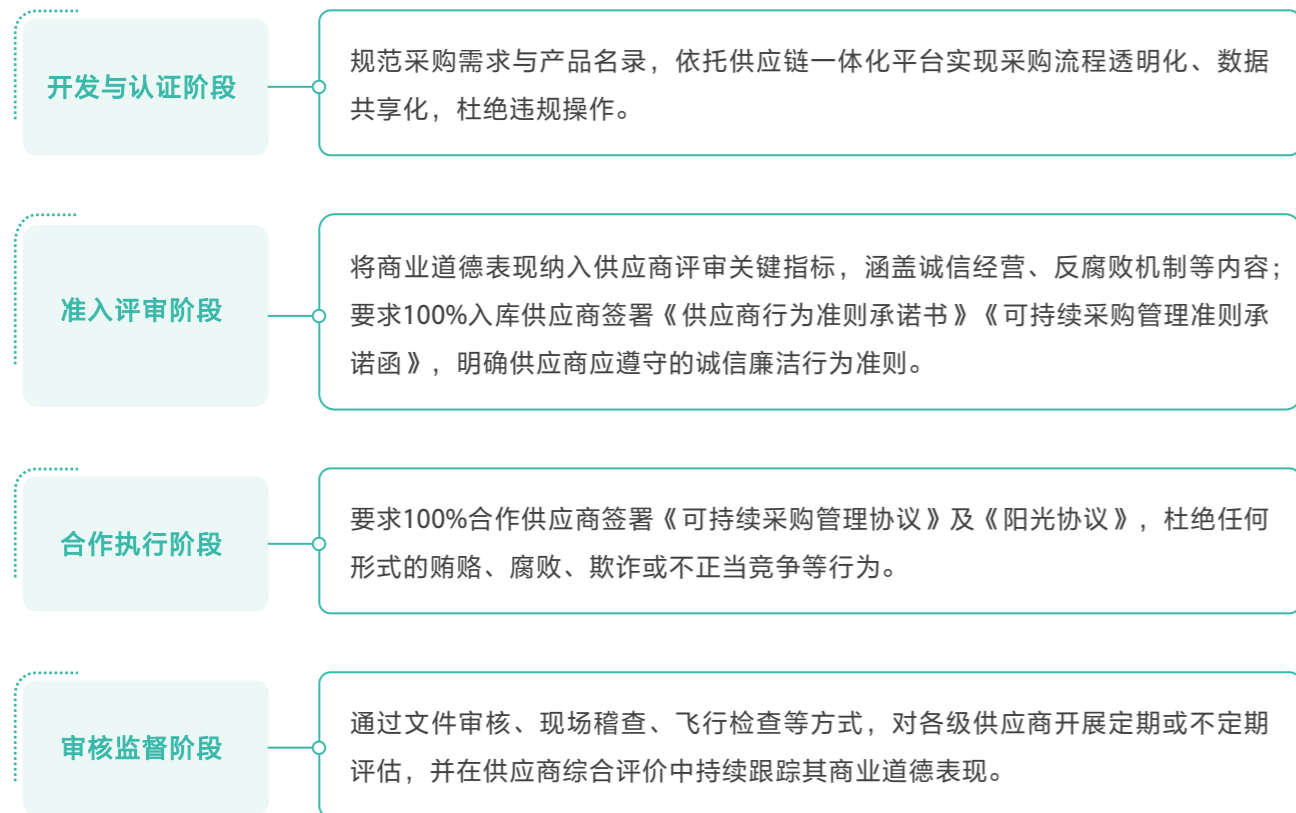 开发与认证阶段
规范采购需求与产品名录，依托供应链一体化平台实现采购流程透明化、数据
共享化，杜绝违规操作。
准入评审阶段
将商业道德表现纳入供应商评审关键指标，涵盖诚信经营、反腐败机制等内容；
要求100%入库供应商签署《供应商行为准则承诺书》《可持续采购管理准则承
诺函》，明确供应商应遵守的诚信廉洁行为准则。
合作执行阶段
要求100%合作供应商签署《可持续采购管理协议》及《阳光协议》，杜绝任何
形式的贿赂、腐败、欺诈或不正当竞争等行为。
审核监督阶段
通过文件审核、现场稽查、飞行检查等方式，对各级供应商开展定期或不定期
评估，并在供应商综合评价中持续跟踪其商业道德表现。